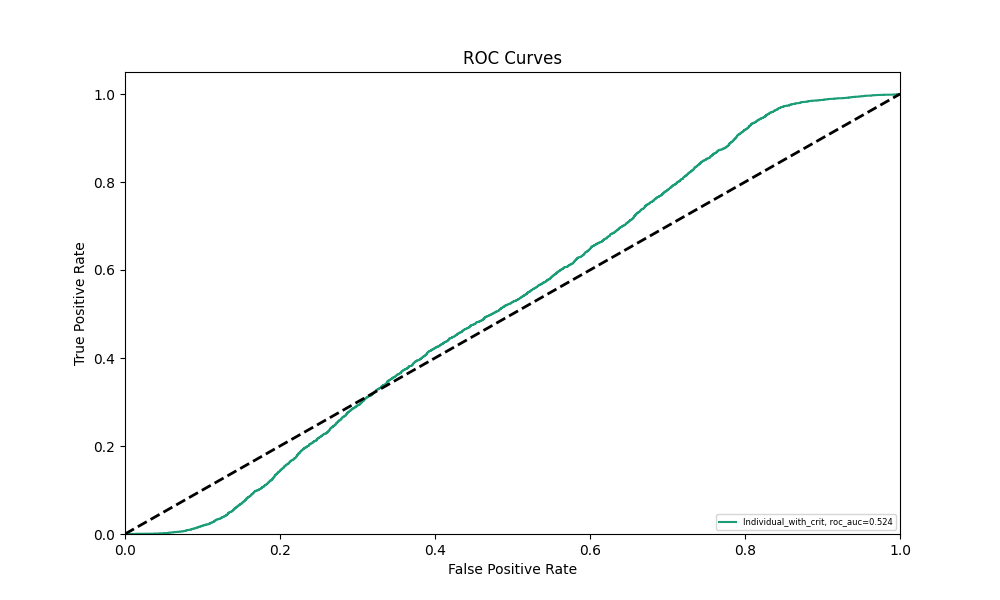 ROC Curves
True Positive Rate
1.0
0.8
0.6
0.4
0.2
0.0
0.0 0.2 0.4 0.6 0.8 1.0
False Positive Rate
Individual_with_crit, roc_auc=0.524